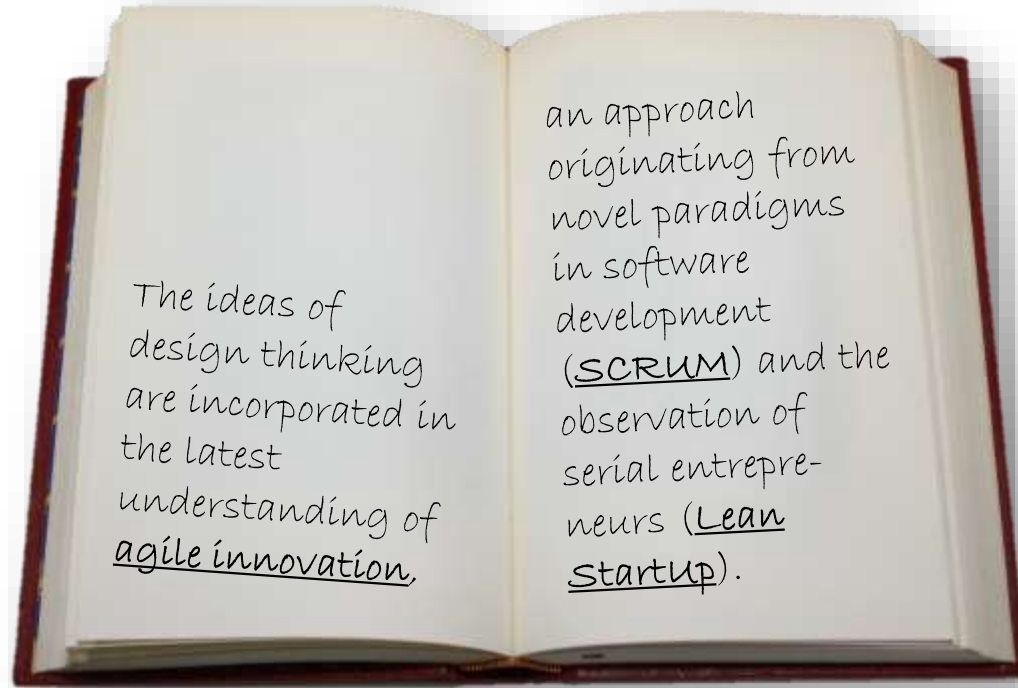 The ideas of
design thinking
are incorporated in
the latest
understanding of
agile innovation,
an approach
originating from
novel paradigms
in software
development
(SCRUM) and the
observation of
serial entrepre-
neurs (Lean
StartUp).